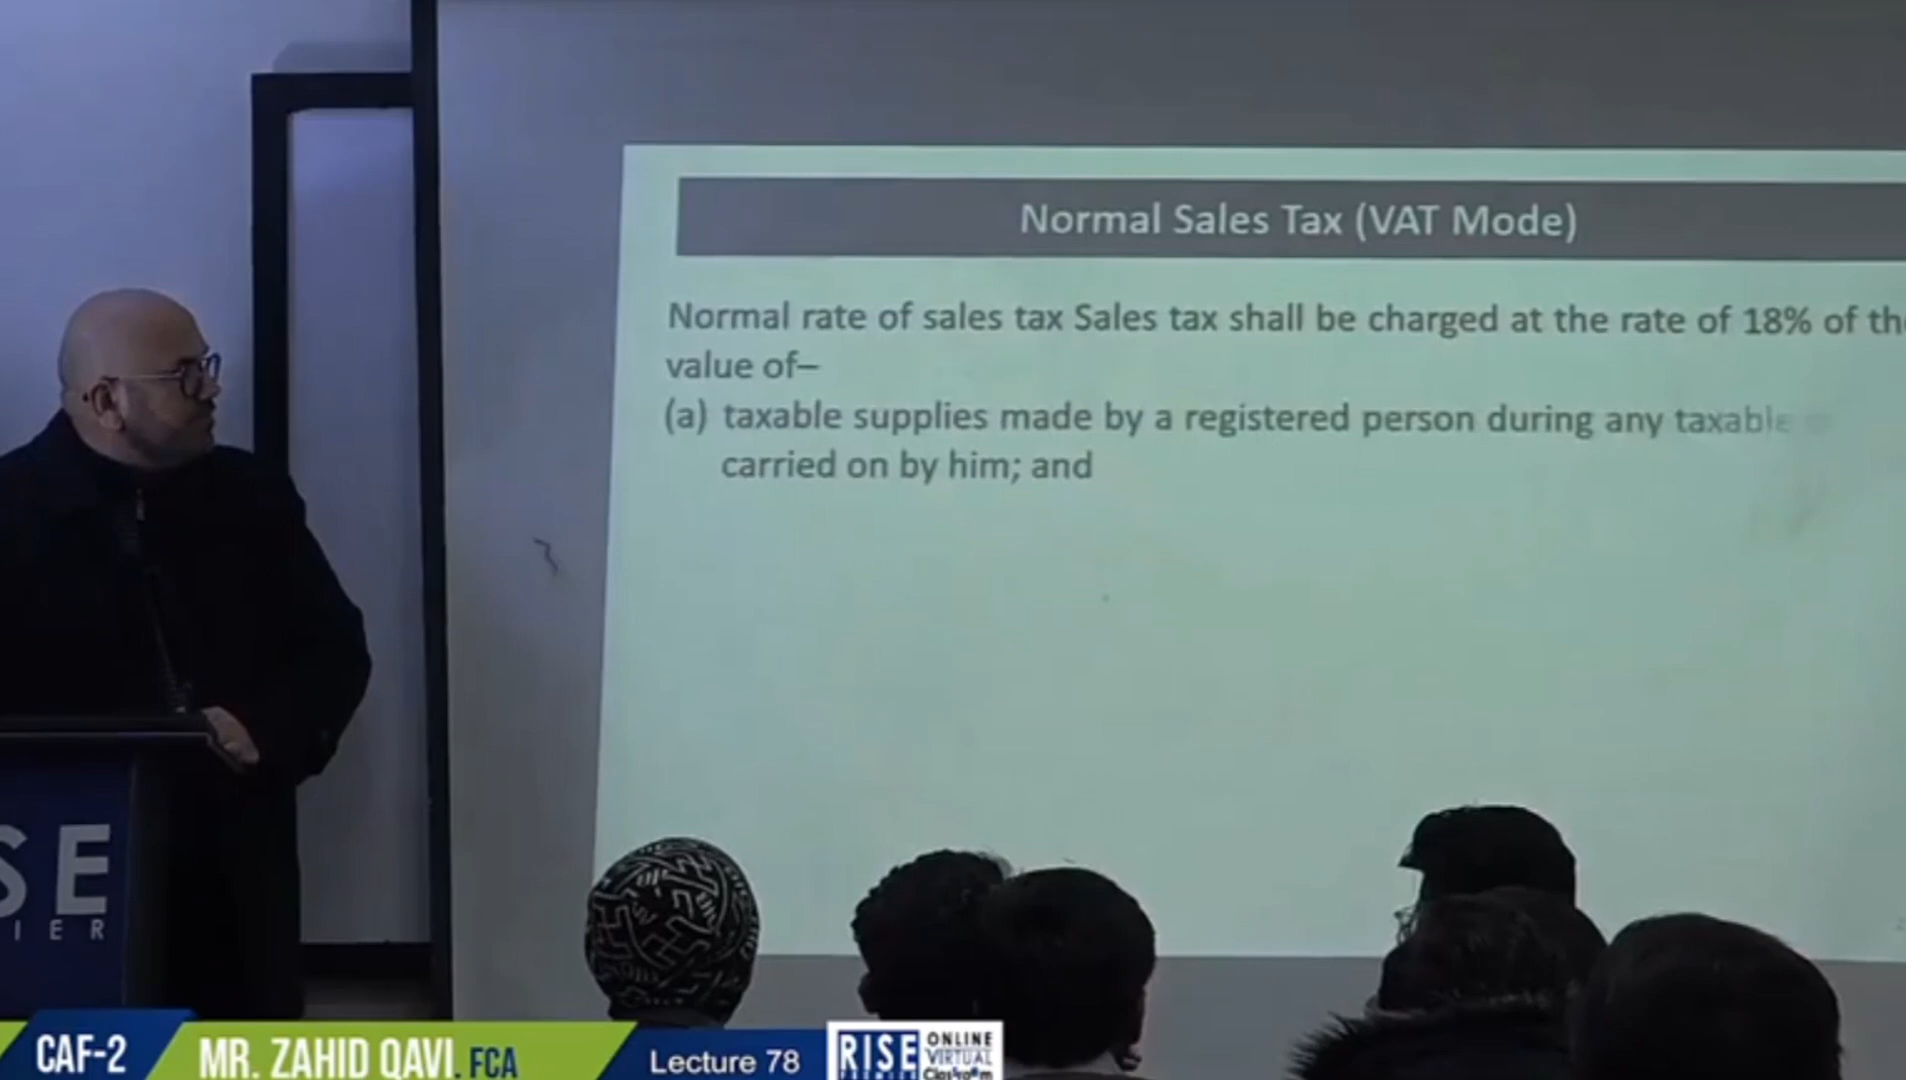 Normal Sales Tax (VAT Mode)
Normal rate of sales tax Sales tax shall be charged at the rate of 18% of
value of–
(a) taxable supplies made by a registered person during any taxable
carried on by him; and
SE
IER
CAF-2
MR. ZAHID QAVI. FCA
Lecture 78
RISE
PREMIER
ONLINE
VIRTUAL
Classroom